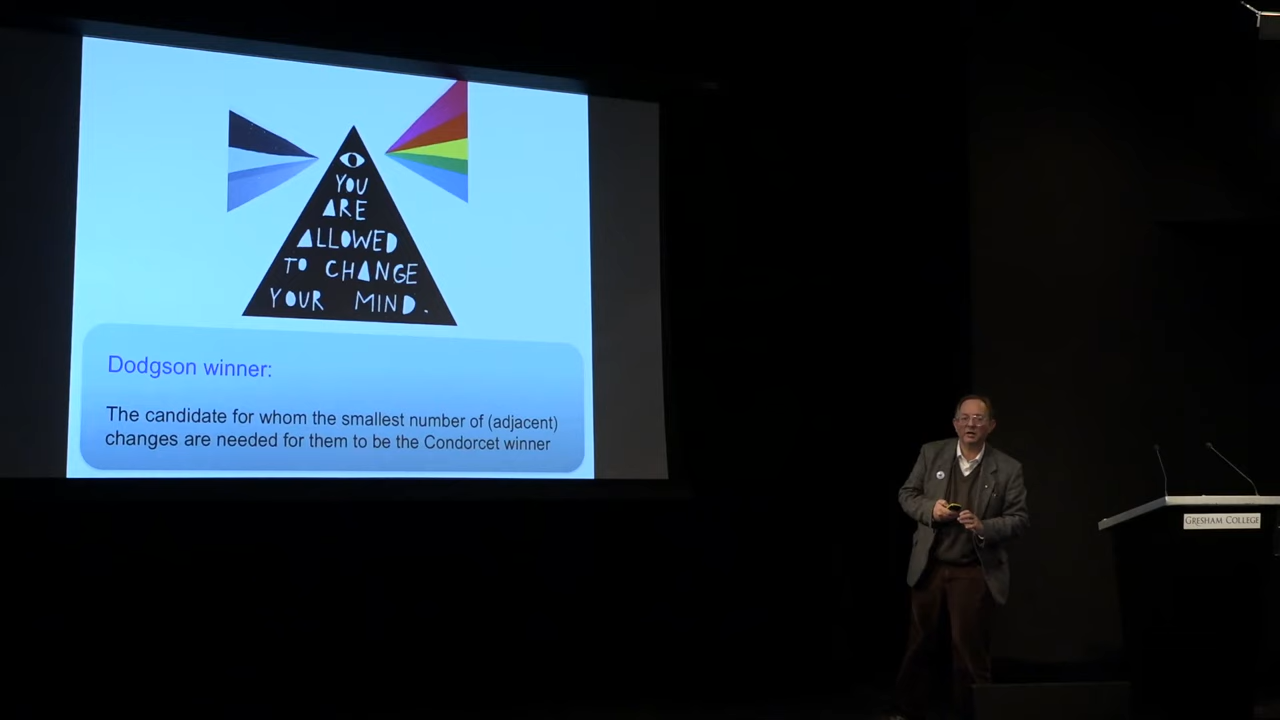 YOU
ARE
ALLOWED
TO CHANGE
YOUR MIND.
Dodgson winner:
The candidate for whom the smallest number of (adjacent)
changes are needed for them to be the Condorcet winner
GRESHAM COLLEGE